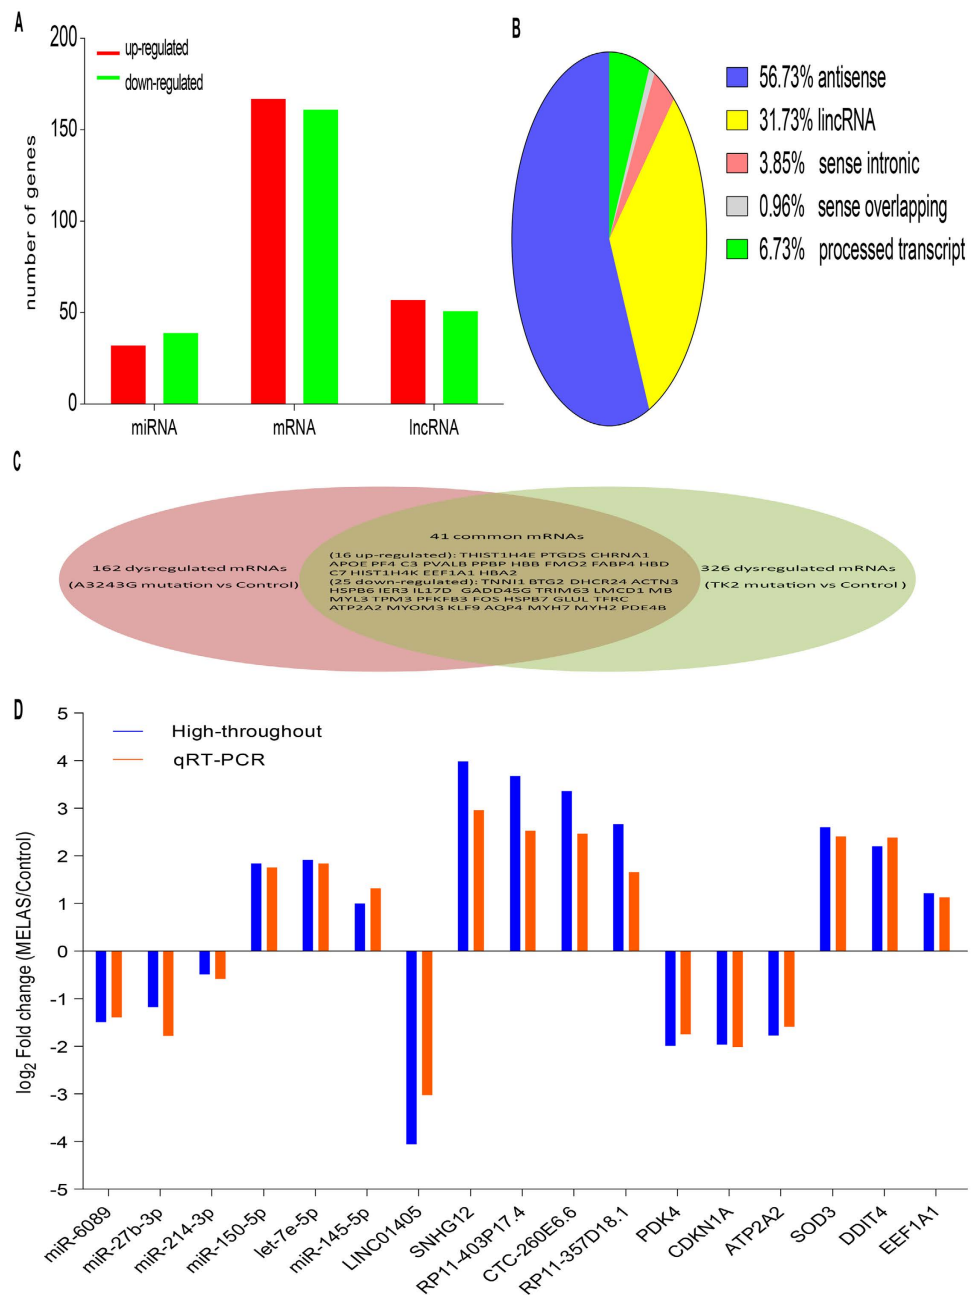 A
200
150
100
50
0
number of genes
up-regulated
down-regulated
miRNA
mRNA
lncRNA
B
56.73% antisense
31.73% lincRNA
3.85% sense intronic
0.96% sense overlapping
6.73% processed transcript
C
162 dysregulated mRNAs
(A3243G mutation vs Control)
41 common mRNAs
(16 up-regulated): THIST1H4E PTGDS CHRNA1
APOE PF4 C3 PVALB PPBP HBB FMO2 FABP4 HBD
C7 HIST1H4K EEF1A1 HBA2
(25 down-regulated): TNNI1 BTG2 DHCR24 ACTN3
HSPB6 IER3 IL17D GADD45G TRIM63 LMCD1 MB
MYL3 TPM3 PFKFB3 FOS HSPB7 GLUL TFRC
ATP2A2 MYOM3 KLF9 AQP4 MYH7 MYH2 PDE4B
326 dysregulated mRNAs
(TK2 mutation vs Control )
D
5
4
3
2
1
0
-1
-2
-3
-4
-5
log2 Fold change (MELAS/Control)
High-throughout
qRT-PCR
miR-6089
miR-27b-3p
miR-214-3p
miR-150-5p
let-7e-5p
miR-145-5p
LINC01405
SNHG12
RP11-403P17.4
CTC-260E6.6
RP11-357D18.1
PDK4
CDKN1A
ATP2A2
SOD3
DDIT4
EEF1A1